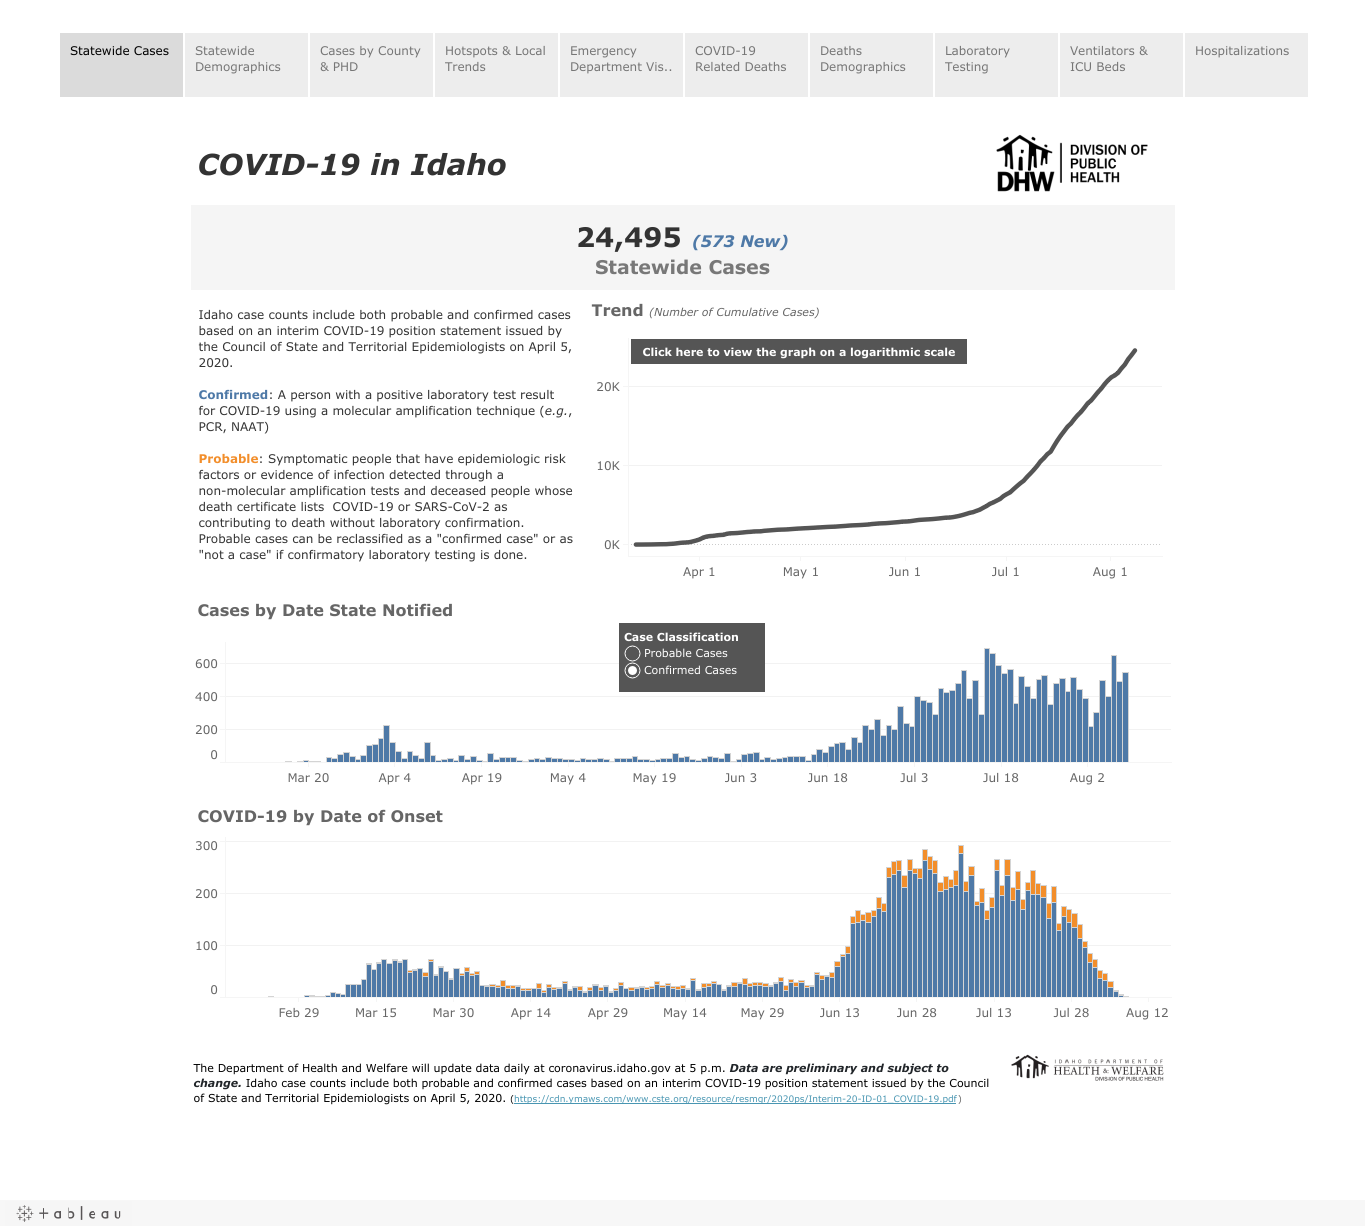 Statewide Cases
Statewide
Demographics
Cases by County
& PHD
Hotspots & Local
Trends
Emergency
Department Vis..
COVID-19
Related Deaths
Deaths
Demographics
Laboratory
Testing
Ventilators &
ICU Beds
Hospitalizations
COVID-19 in Idaho
DHW
DIVISION OF
PUBLIC
HEALTH
24,495 (573 New)
Statewide Cases
Idaho case counts include both probable and confirmed cases
based on an interim COVID-19 position statement issued by
the Council of State and Territorial Epidemiologists on April 5,
2020.
Confirmed: A person with a positive laboratory test result
for COVID-19 using a molecular amplification technique (e.g.,
PCR, NAAT)
Probable: Symptomatic people that have epidemiologic risk
factors or evidence of infection detected through a
non-molecular amplification tests and deceased people whose
death certificate lists  COVID-19 or SARS-CoV-2 as
contributing to death without laboratory confirmation.
Probable cases can be reclassified as a "confirmed case" or as
"not a case" if confirmatory laboratory testing is done.
Trend (Number of Cumulative Cases)
Click here to view the graph on a logarithmic scale
20K
10K
0K
Apr 1 May 1 Jun 1 Jul 1 Aug 1
Cases by Date State Notified
Case Classification
Probable Cases
Confirmed Cases
600
400
200
0
Mar 20 Apr 4 Apr 19 May 4 May 19 Jun 3 Jun 18 Jul 3 Jul 18 Aug 2
COVID-19 by Date of Onset
300
200
100
0
Feb 29 Mar 15 Mar 30 Apr 14 Apr 29 May 14 May 29 Jun 13 Jun 28 Jul 13 Jul 28 Aug 12
The Department of Health and Welfare will update data daily at coronavirus.idaho.gov at 5 p.m. Data are preliminary and subject to
change. Idaho case counts include both probable and confirmed cases based on an interim COVID-19 position statement issued by the Council
of State and Territorial Epidemiologists on April 5, 2020. (https://cdn.ymaws.com/www.cste.org/resource/resmgr/2020ps/Interim-20-ID-01_COVID-19.pdf)
IDAHO DEPARTMENT OF
HEALTH & WELFARE
DIVISION OF PUBLIC HEALTH
tableau